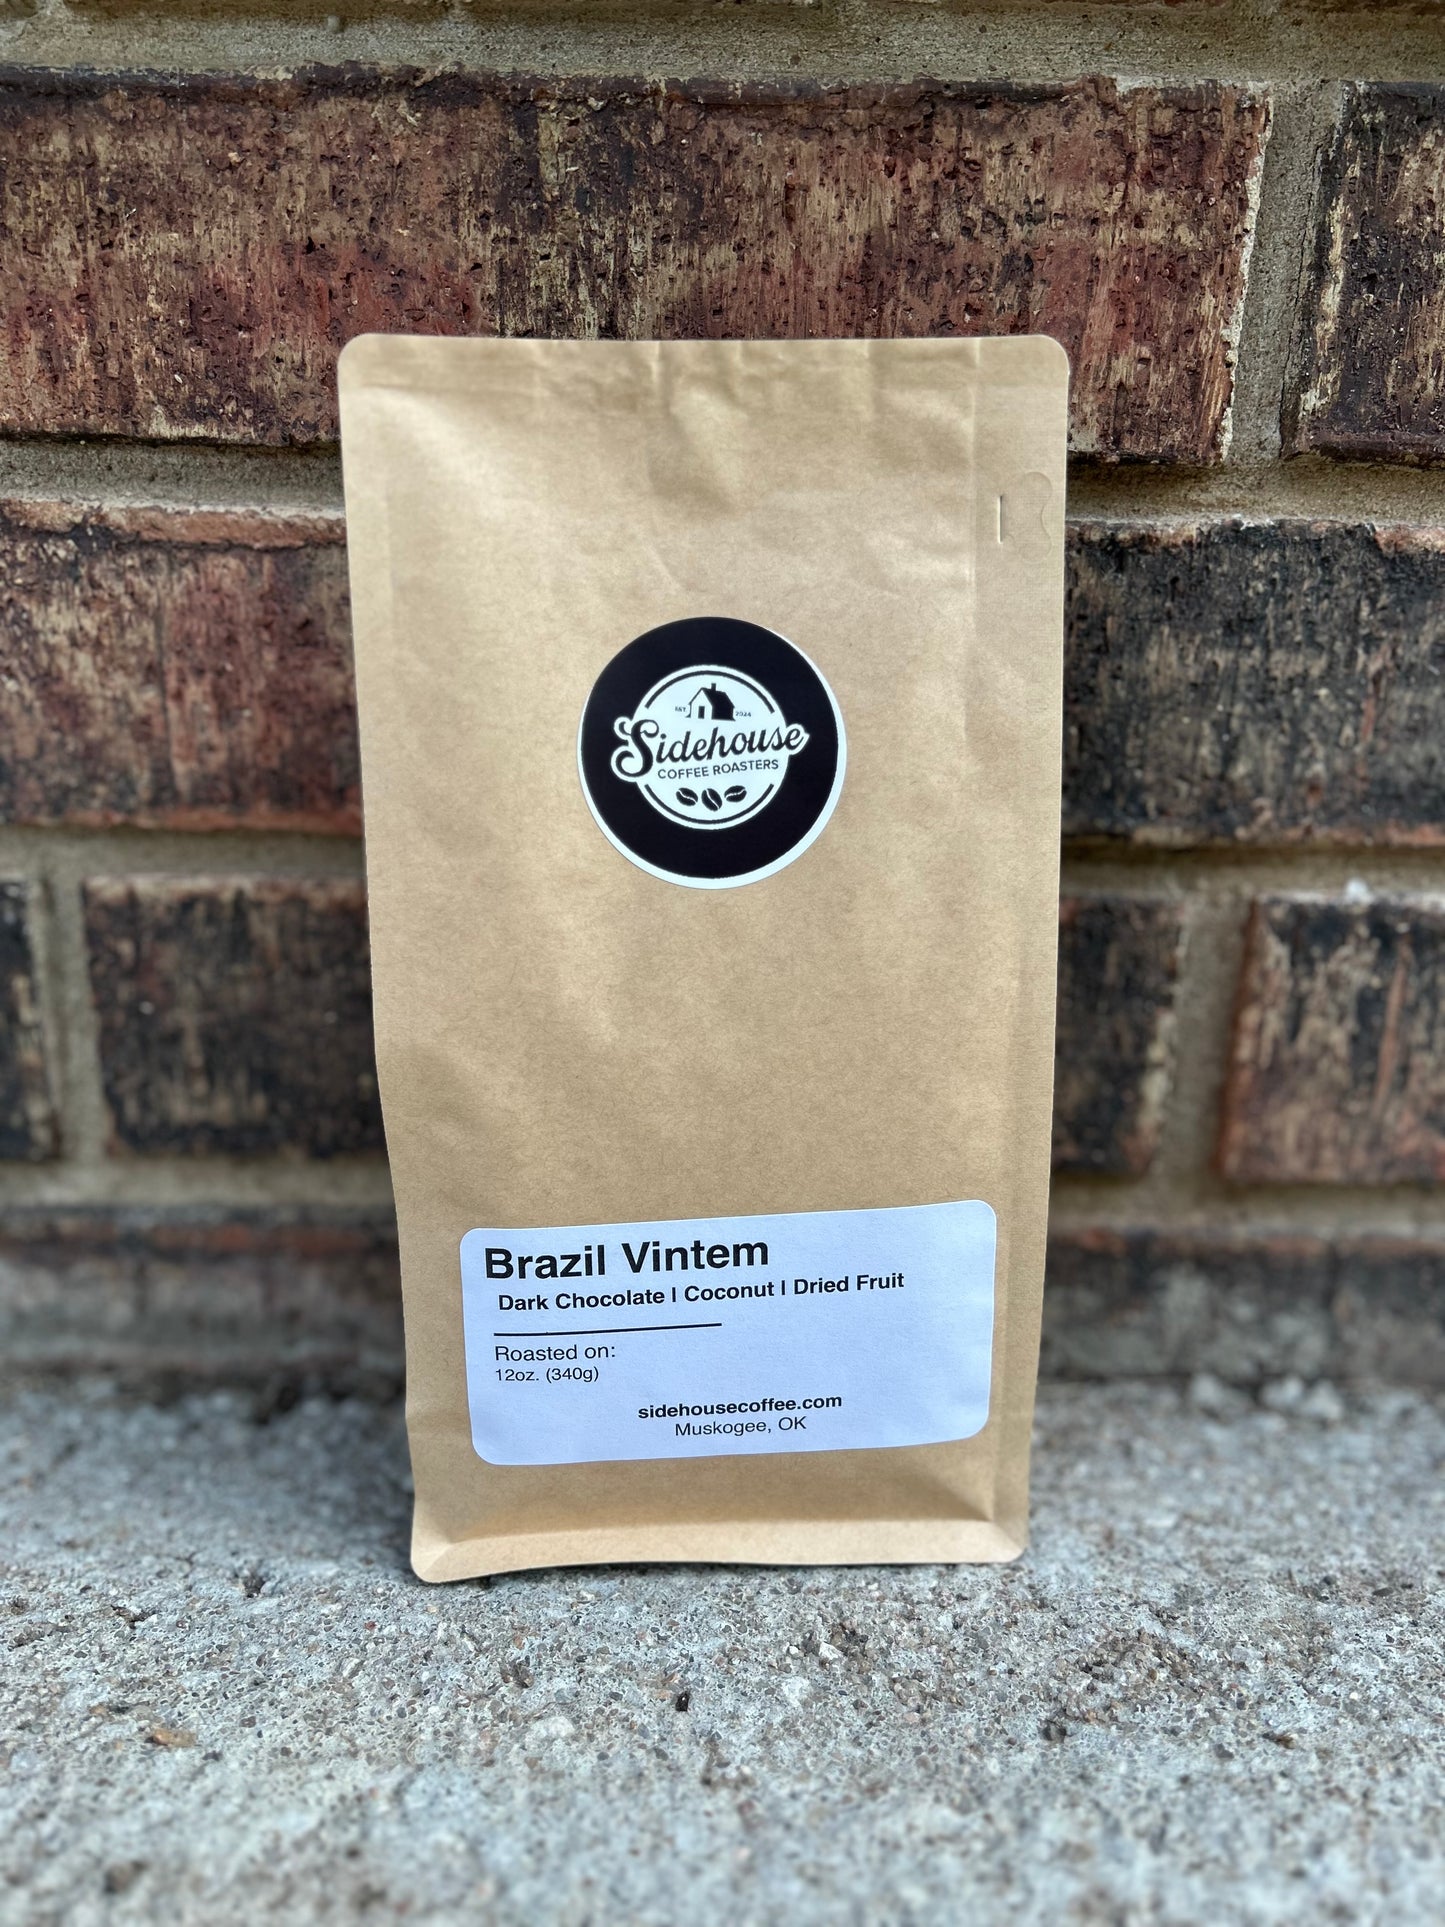 EST. 2024
Sidehouse
COFFEE ROASTERS
Brazil Vintem
Dark Chocolate | Coconut | Dried Fruit
Roasted on:
12oz. (340g)
sidehousecoffee.com
Muskogee, OK